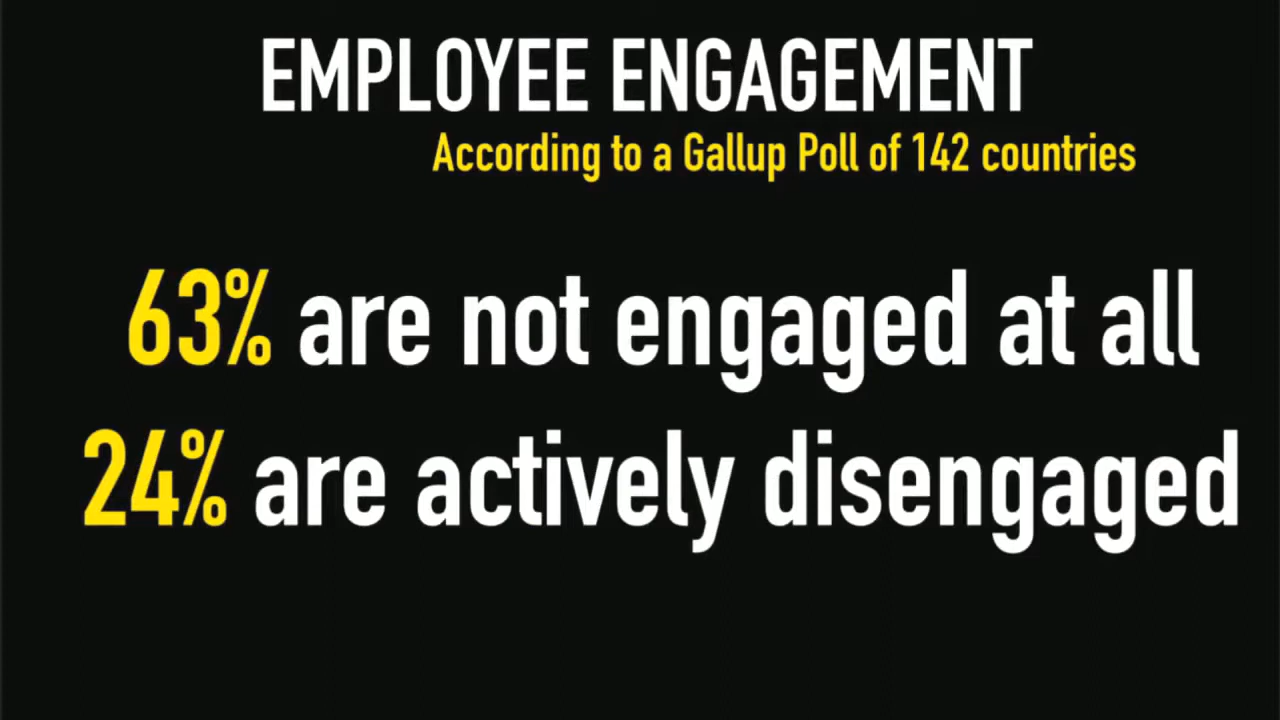 EMPLOYEE ENGAGEMENT
According to a Gallup Poll of 142 countries
63% are not engaged at all
24% are actively disengaged